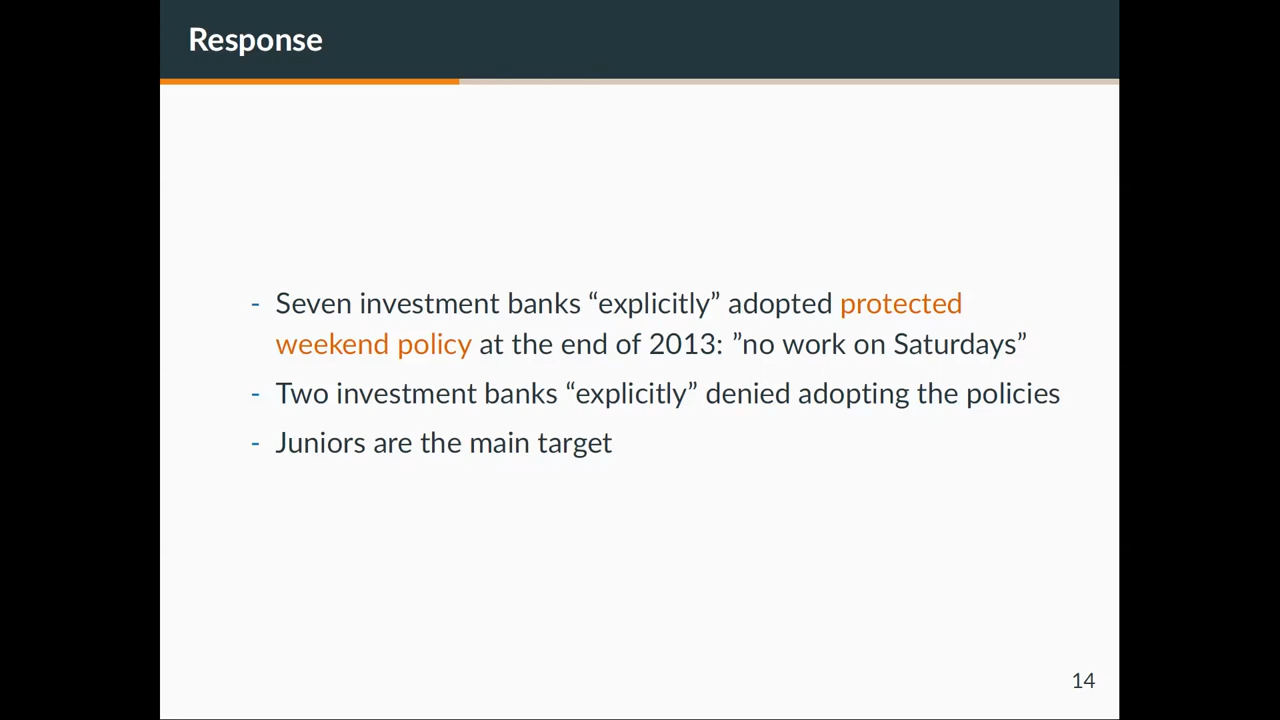 Response
- Seven investment banks “explicitly” adopted protected
weekend policy at the end of 2013: ”no work on Saturdays”
- Two investment banks “explicitly” denied adopting the policies
- Juniors are the main target
14